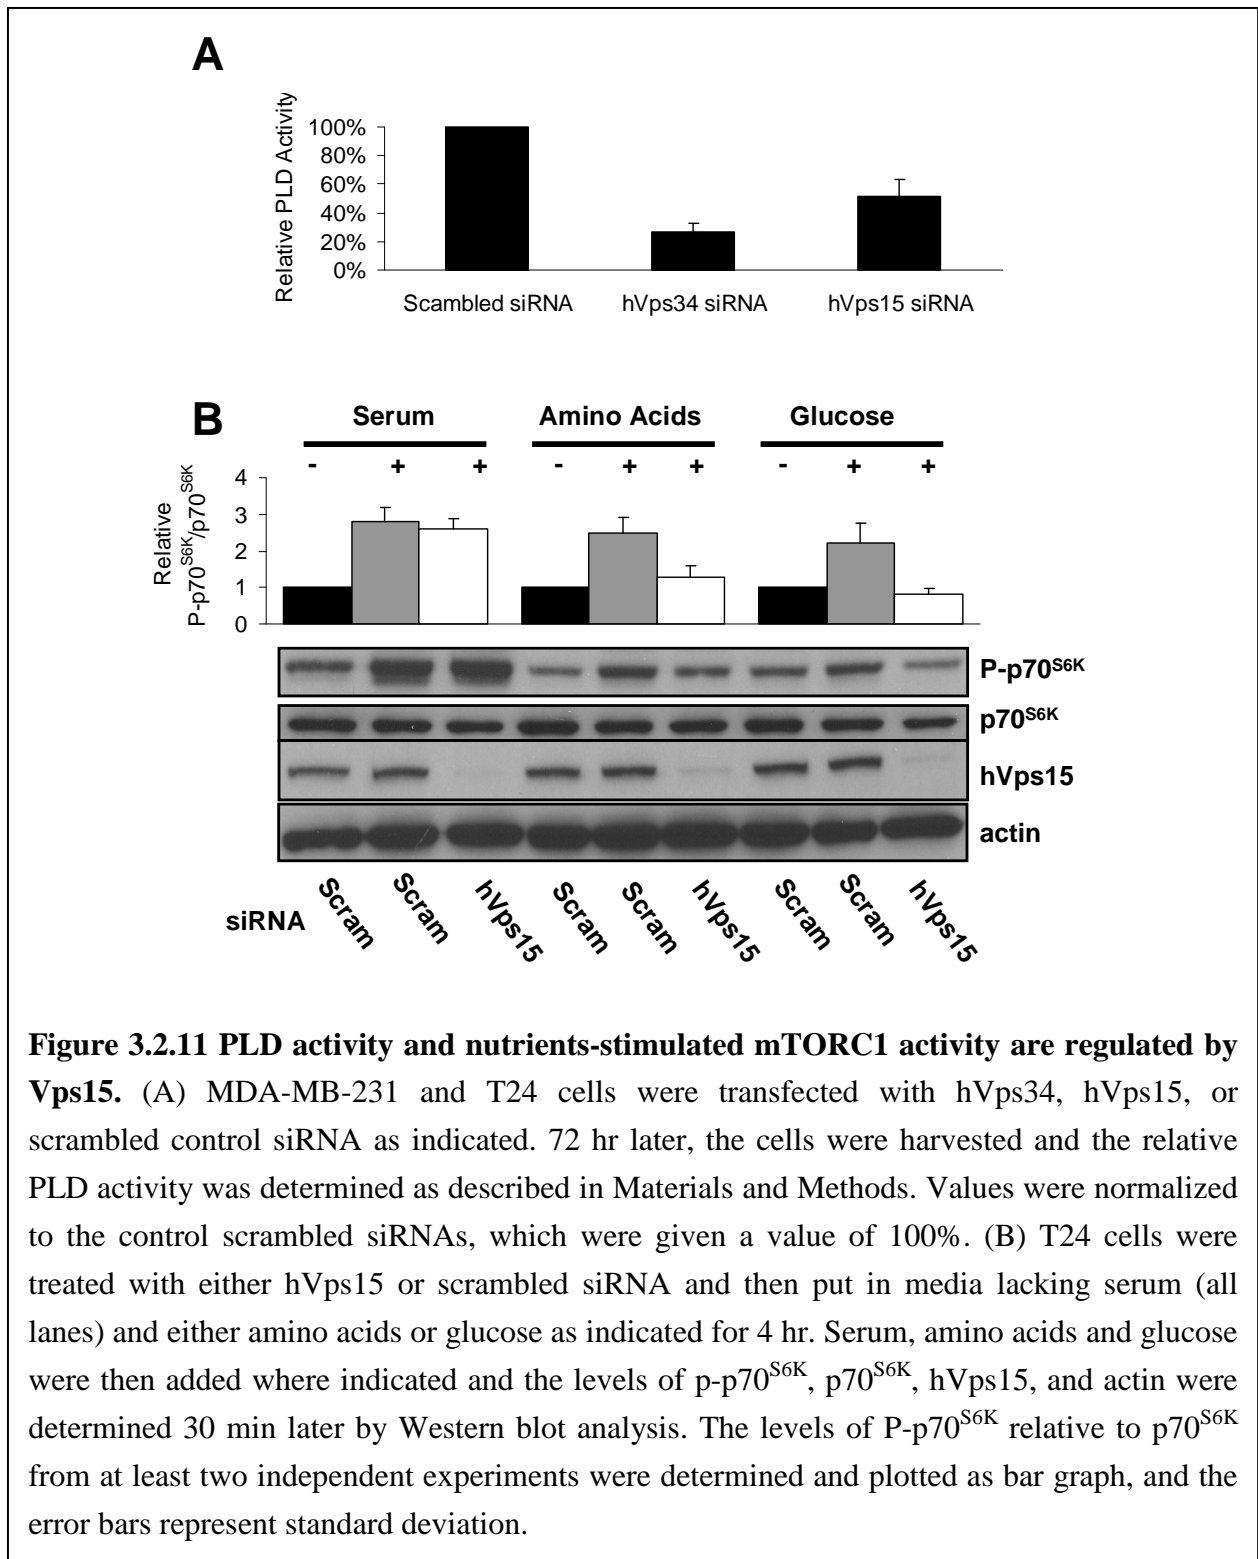 A
Relative PLD Activity
100%
80%
60%
40%
20%
0%
Scambled siRNA hVps34 siRNA hVps15 siRNA
B
Serum Amino Acids Glucose
- + + - + + - + +
Relative
P-p70S6K/p70S6K
4
3
2
1
0
P-p70S6K
p70S6K
hVps15
actin
siRNA Scram Scram hVps15 Scram Scram hVps15 Scram Scram hVps15
Figure 3.2.11 PLD activity and nutrients-stimulated mTORC1 activity are regulated by
Vps15. (A) MDA-MB-231 and T24 cells were transfected with hVps34, hVps15, or
scrambled control siRNA as indicated. 72 hr later, the cells were harvested and the relative
PLD activity was determined as described in Materials and Methods. Values were normalized
to the control scrambled siRNAs, which were given a value of 100%. (B) T24 cells were
treated with either hVps15 or scrambled siRNA and then put in media lacking serum (all
lanes) and either amino acids or glucose as indicated for 4 hr. Serum, amino acids and glucose
were then added where indicated and the levels of p-p70S6K, p70S6K, hVps15, and actin were
determined 30 min later by Western blot analysis. The levels of P-p70S6K relative to p70S6K
from at least two independent experiments were determined and plotted as bar graph, and the
error bars represent standard deviation.